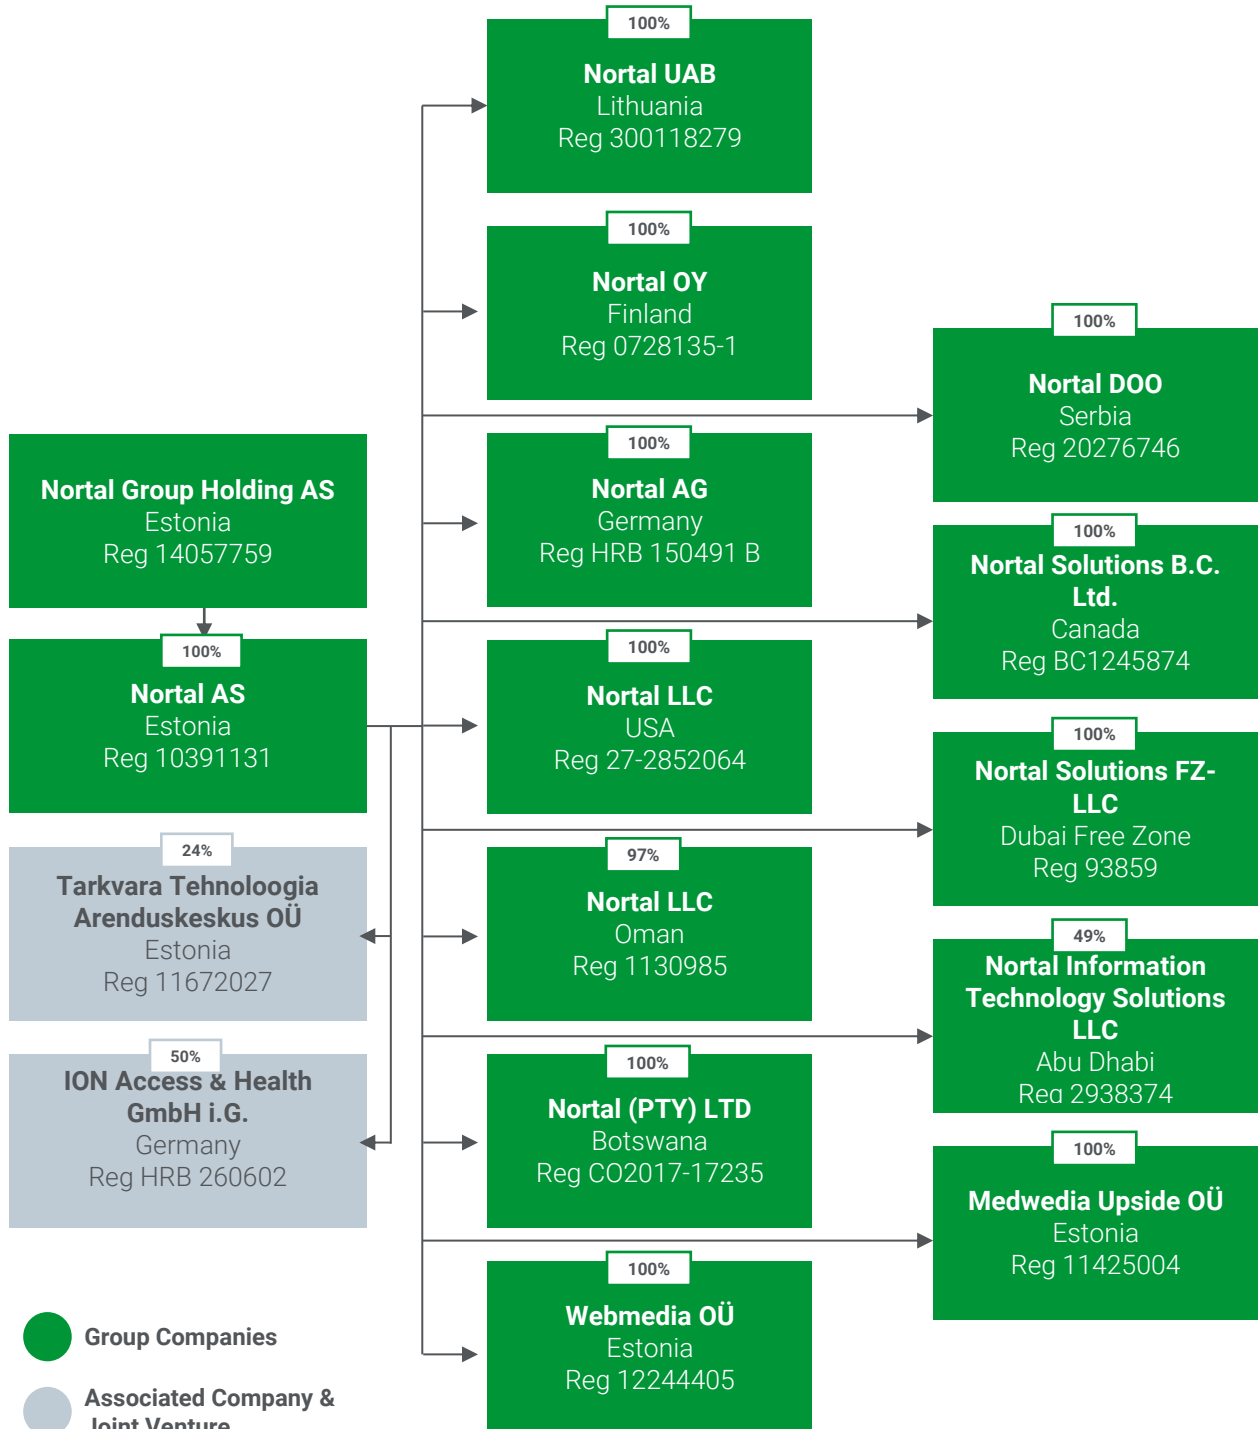 100%
Nortal UAB
Lithuania
Reg 300118279
100%
Nortal OY
Finland
Reg 0728135-1
100%
Nortal DOO
Serbia
Reg 20276746
Nortal Group Holding AS
Estonia
Reg 14057759
100%
Nortal AG
Germany
Reg HRB 150491 B
100%
Nortal Solutions B.C.
Ltd.
Canada
Reg BC1245874
100%
Nortal AS
Estonia
Reg 10391131
100%
Nortal LLC
USA
Reg 27-2852064
100%
Nortal Solutions FZ-
LLC
Dubai Free Zone
Reg 93859
24%
Tarkvara Tehnoloogia
Arenduskeskus OÜ
Estonia
Reg 11672027
97%
Nortal LLC
Oman
Reg 1130985
49%
Nortal Information
Technology Solutions
LLC
Abu Dhabi
Reg 2938374
50%
ION Access & Health
GmbH i.G.
Germany
Reg HRB 260602
100%
Nortal (PTY) LTD
Botswana
Reg CO2017-17235
100%
Medwedia Upside OÜ
Estonia
Reg 11425004
100%
Webmedia OÜ
Estonia
Reg 12244405
Group Companies
Associated Company &
Joint Venture